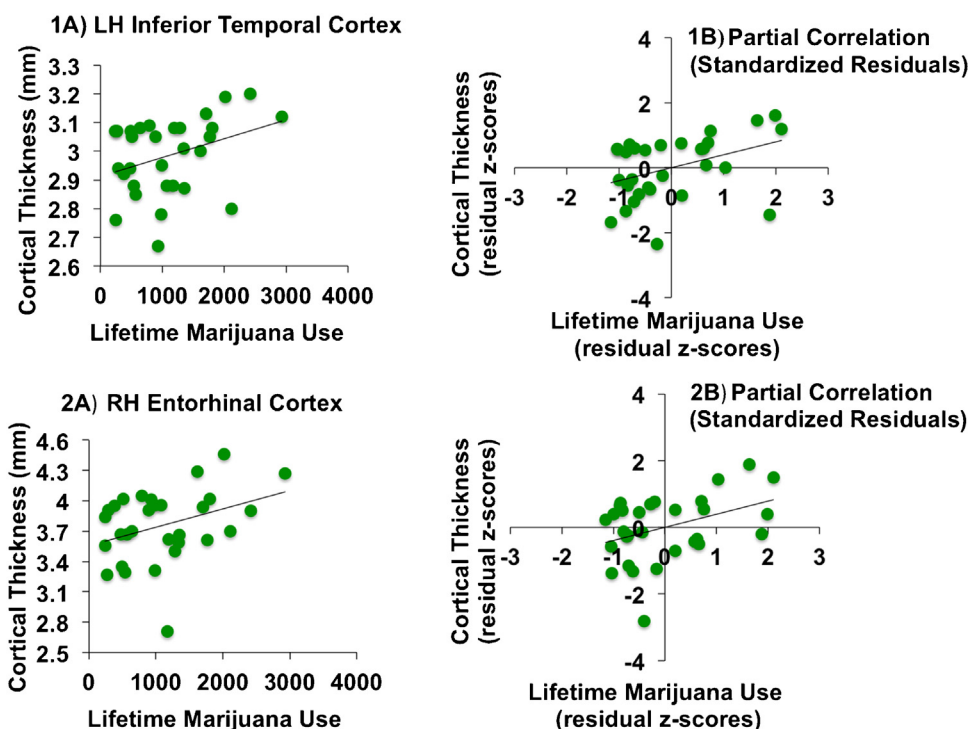 1A) LH Inferior Temporal Cortex
Cortical Thickness (mm)
3.3
3.2
3.1
3
2.9
2.8
2.7
2.6
0 1000 2000 3000 4000
Lifetime Marijuana Use
1B) Partial Correlation
(Standardized Residuals)
Cortical Thickness
(residual z-scores)
4
2
0
-2
-4
-3 -2 -1 0 1 2 3
Lifetime Marijuana Use
(residual z-scores)
2A) RH Entorhinal Cortex
Cortical Thickness (mm)
4.6
4.3
4
3.7
3.4
3.1
2.8
2.5
0 1000 2000 3000 4000
Lifetime Marijuana Use
2B) Partial Correlation
(Standardized Residuals)
Cortical Thickness
(residual z-scores)
4
2
0
-2
-4
-3 -2 -1 0 1 2 3
Lifetime Marijuana Use
(residual z-scores)